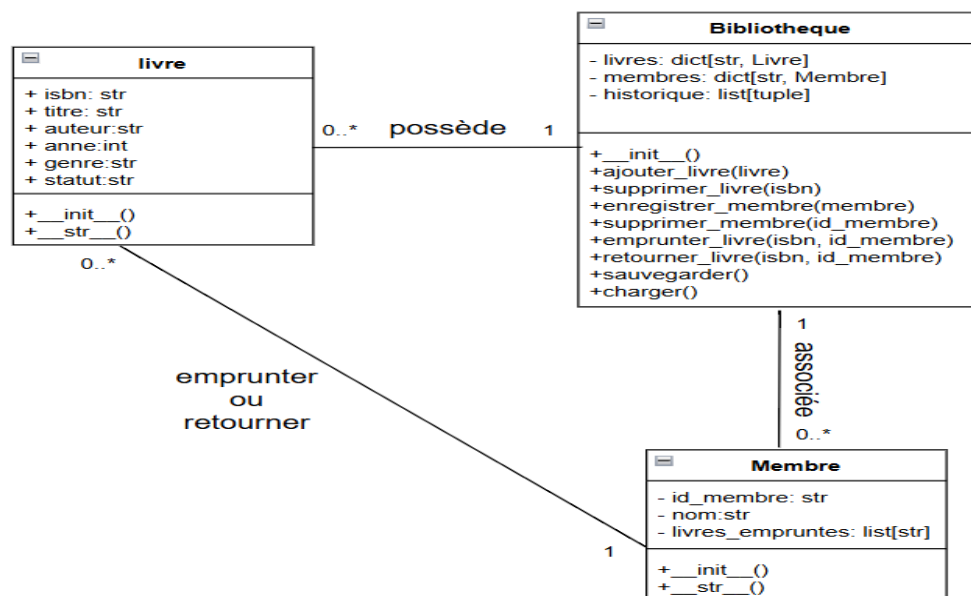 livre
+ isbn: str
+ titre: str
+ auteur:str
+ anne:int
+ genre:str
+ statut:str
+__init__()
+__str__()
0..* possède 1
Bibliotheque
- livres: dict[str, Livre]
- membres: dict[str, Membre]
- historique: list[tuple]
+__init__()
+ajouter_livre(livre)
+supprimer_livre(isbn)
+enregistrer_membre(membre)
+supprimer_membre(id_membre)
+emprunter_livre(isbn, id_membre)
+retourner_livre(isbn, id_membre)
+sauvegarder()
+charger()
0..*
emprunter
ou
retourner
1
1
associée
0..*
Membre
- id_membre: str
- nom:str
- livres_empruntes: list[str]
+__init__()
+__str__()